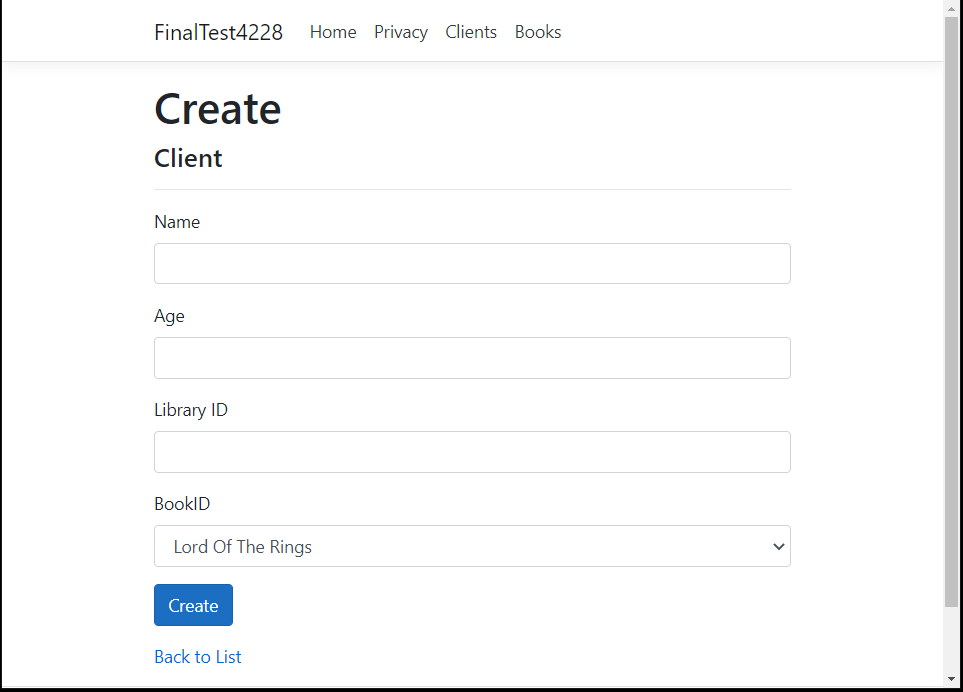 FinalTest4228 Home Privacy Clients Books
Create
Client
Name
Age
Library ID
BookID
Lord Of The Rings
Create
Back to List